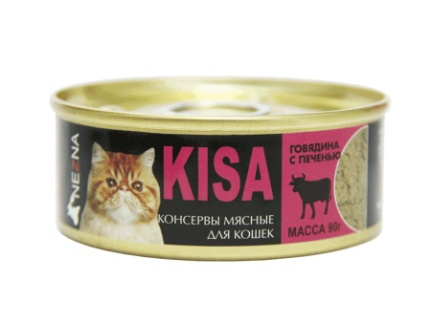 NEZNA
KISA
КОНСЕРВЫ МЯСНЫЕ
ДЛЯ КОШЕК
ГОВЯДИНА
С ПЕЧЕНЬЮ
МАССА 90г